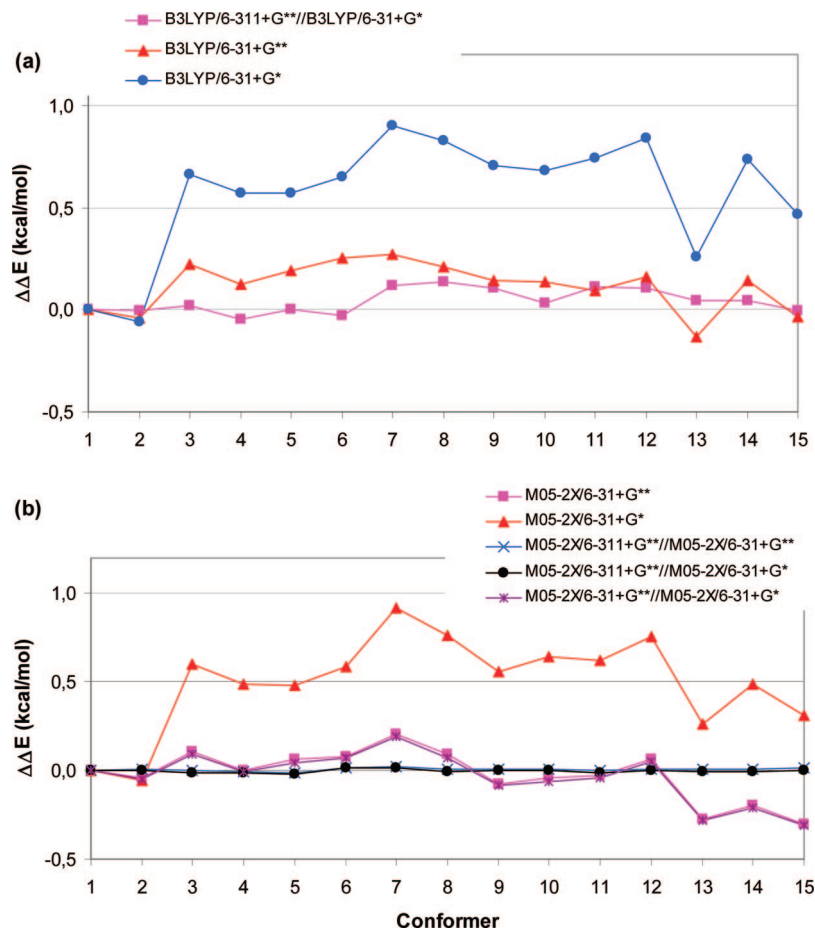 B3LYP/6-311+G**//B3LYP/6-31+G*
(a)
B3LYP/6-31+G**
B3LYP/6-31+G*
1,0
0,5
0,0
-0,5
ΔΔE (kcal/mol)
1 2 3 4 5 6 7 8 9 10 11 12 13 14 15
(b)
M05-2X/6-31+G**
M05-2X/6-31+G*
M05-2X/6-311+G**//M05-2X/6-31+G**
M05-2X/6-311+G**//M05-2X/6-31+G*
M05-2X/6-31+G**//M05-2X/6-31+G*
1,0
0,5
0,0
-0,5
ΔΔE (kcal/mol)
1 2 3 4 5 6 7 8 9 10 11 12 13 14 15
Conformer